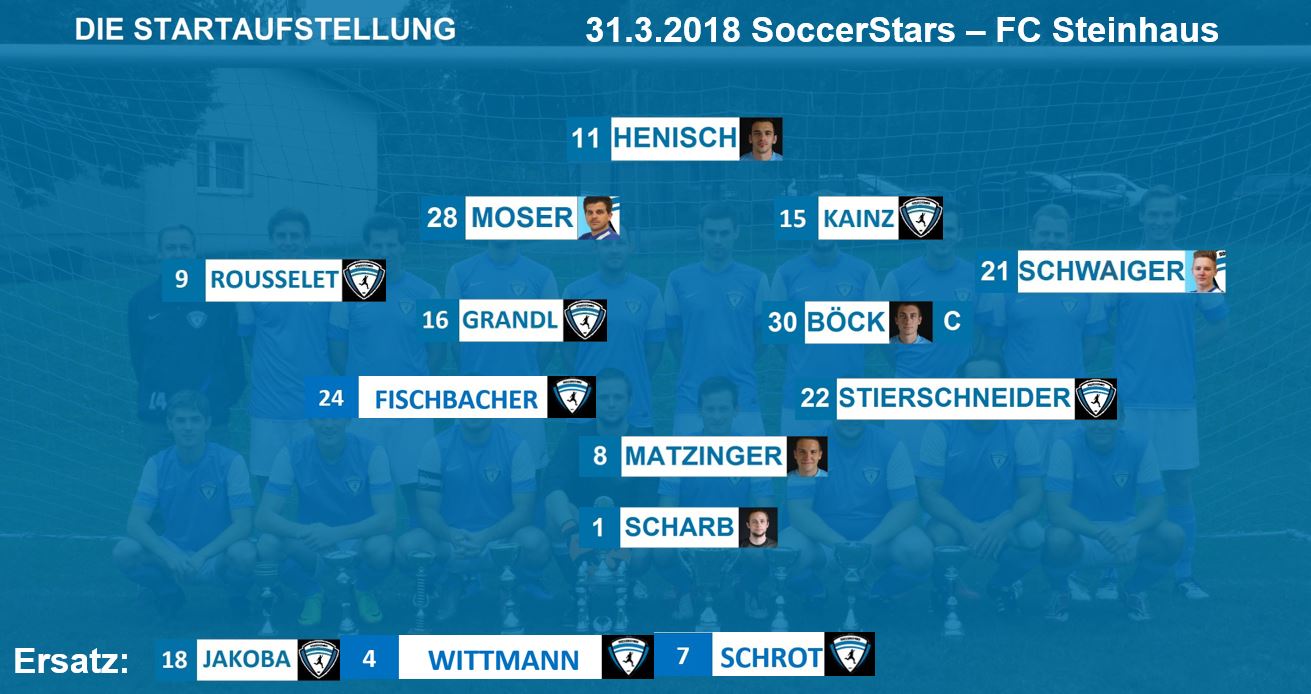 DIE STARTAUFSTELLUNG
31.3.2018 SoccerStars – FC Steinhaus
11 HENISCH
28 MOSER
15 KAINZ
9 ROUSSELET
21 SCHWAIGER
16 GRANDL
30 BÖCK C
24 FISCHBACHER
22 STIERSCHNEIDER
8 MATZINGER
1 SCHARB
Ersatz: 18 JAKOBA 4 WITTMANN 7 SCHROT